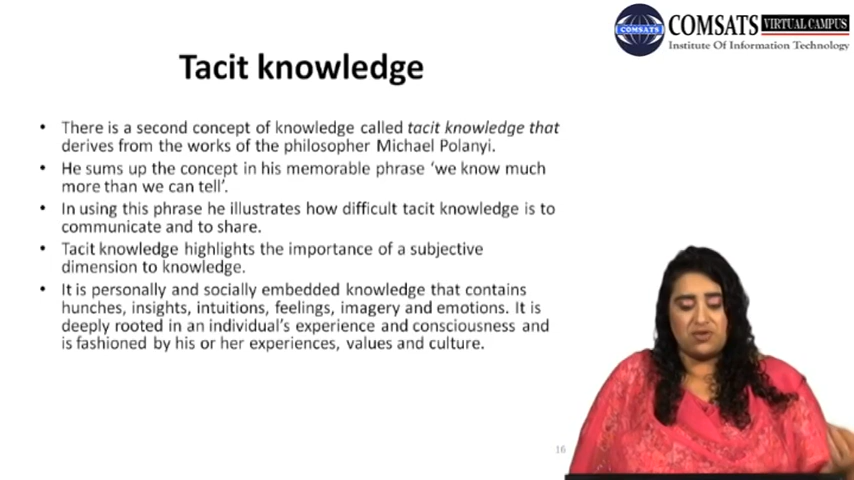 COMSATS VIRTUAL CAMPUS
COMSATS
Institute Of Information Technology
Tacit knowledge
• There is a second concept of knowledge called tacit knowledge that
derives from the works of the philosopher Michael Polanyi.
• He sums up the concept in his memorable phrase ‘we know much
more than we can tell’.
• In using this phrase he illustrates how difficult tacit knowledge is to
communicate and to share.
• Tacit knowledge highlights the importance of a subjective
dimension to knowledge.
• It is personally and socially embedded knowledge that contains
hunches, insights, intuitions, feelings, imagery and emotions. It is
deeply rooted in an individual’s experience and consciousness and
is fashioned by his or her experiences, values and culture.
16